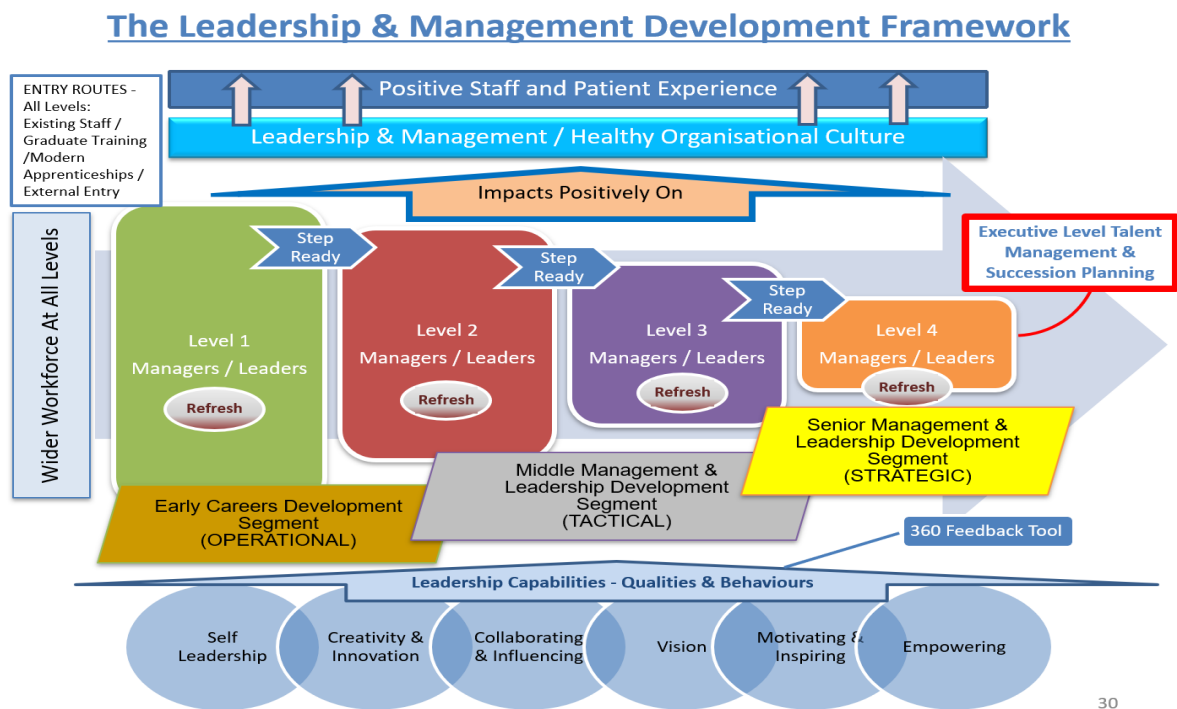 The Leadership & Management Development Framework
ENTRY ROUTES -
All Levels:
Existing Staff /
Graduate Training
/Modern
Apprenticeships /
External Entry
Positive Staff and Patient Experience
Leadership & Management / Healthy Organisational Culture
Impacts Positively On
Wider Workforce At All Levels
Executive Level Talent
Management &
Succession Planning
Step
Ready
Step
Ready
Step
Ready
Level 1
Managers / Leaders
Refresh
Level 2
Managers / Leaders
Refresh
Level 3
Managers / Leaders
Refresh
Level 4
Managers / Leaders
Refresh
Early Careers Development
Segment
(OPERATIONAL)
Middle Management &
Leadership Development
Segment
(TACTICAL)
Senior Management &
Leadership Development
Segment
(STRATEGIC)
360 Feedback Tool
Leadership Capabilities - Qualities & Behaviours
Self
Leadership
Creativity &
Innovation
Collaborating
& Influencing
Vision
Motivating &
Inspiring
Empowering
30